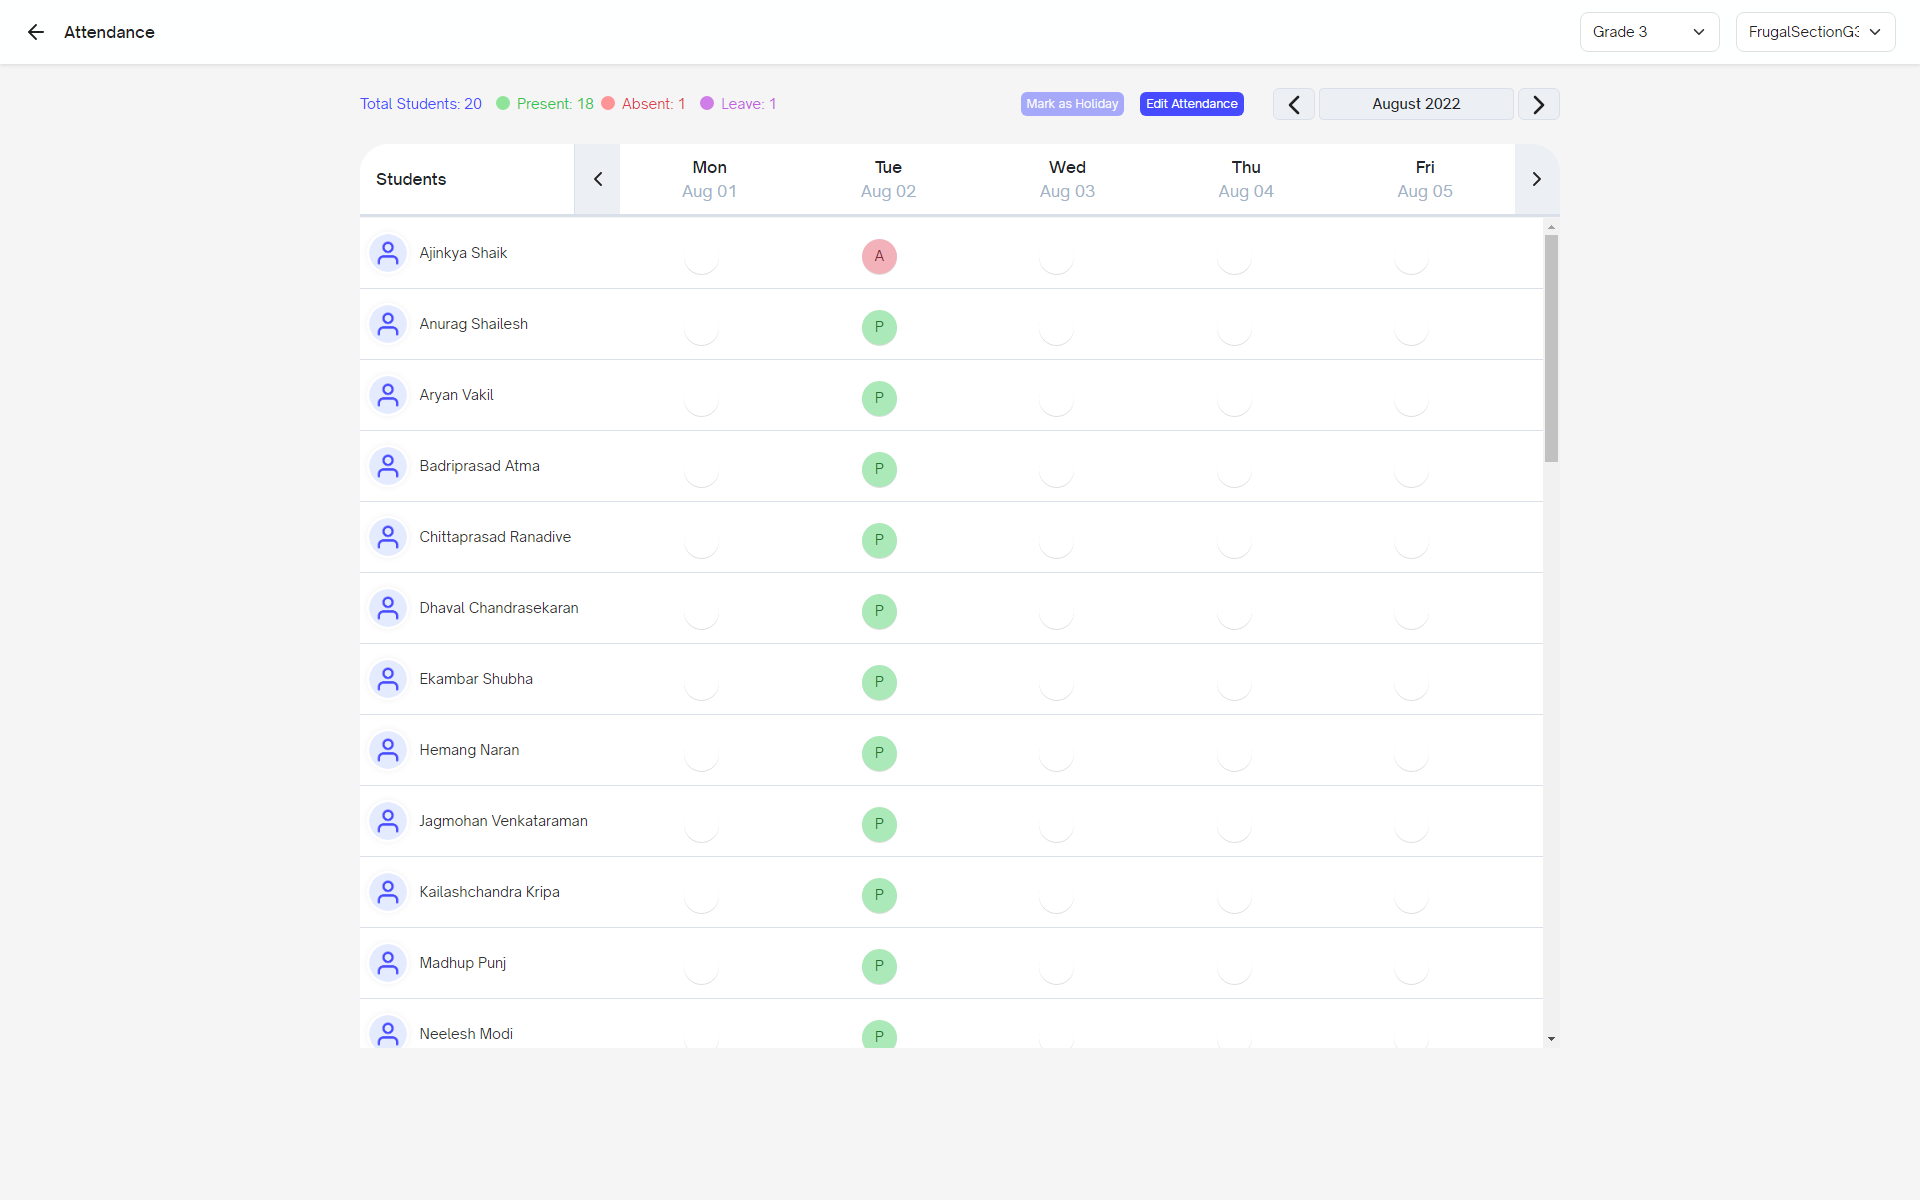 Attendance
Grade 3
FrugalSectionG3
Total Students: 20 Present: 18 Absent: 1 Leave: 1
Mark as Holiday
Edit Attendance
August 2022
Students Mon Tue Wed Thu Fri
Aug 01 Aug 02 Aug 03 Aug 04 Aug 05
Ajinkya Shaik A
Anurag Shailesh P
Aryan Vakil P
Badriprasad Atma P
Chittaprasad Ranadive P
Dhaval Chandrasekaran P
Ekambar Shubha P
Hemang Naran P
Jagmohan Venkataraman P
Kailashchandra Kripa P
Madhup Punj P
Neelesh Modi P